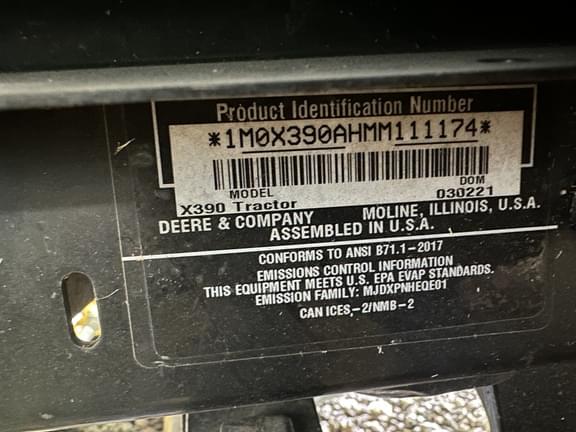 Product Identification Number
*1M0X390AHMM111174*
MODEL DOM
X390 Tractor 030221
DEERE & COMPANY MOLINE, ILLINOIS, U.S.A.
ASSEMBLED IN U.S.A.
CONFORMS TO ANSI B71.1-2017
EMISSIONS CONTROL INFORMATION
THIS EQUIPMENT MEETS U.S. EPA EVAP STANDARDS.
EMISSION FAMILY: MJDXPNHEQE01
CAN ICES-2/NMB-2